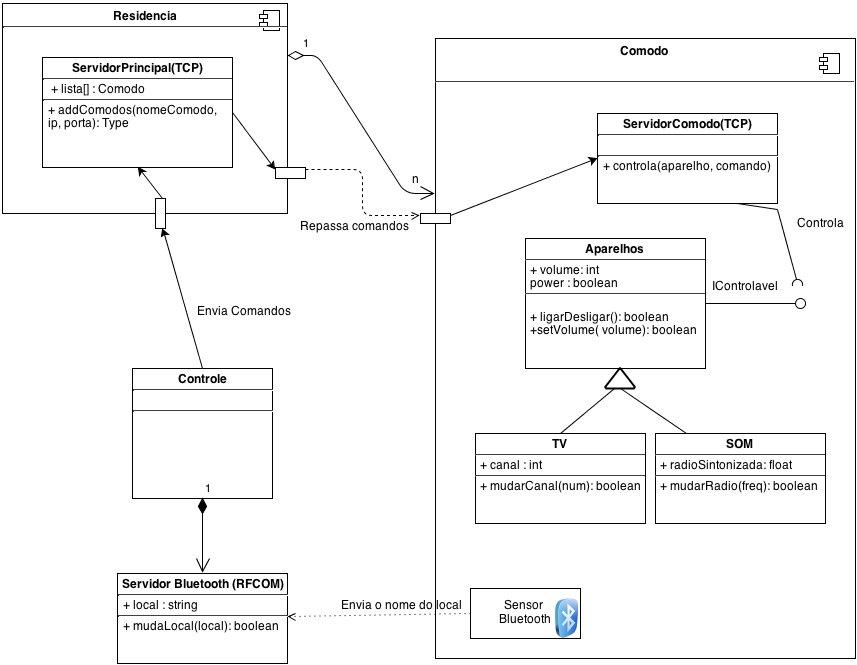 Residencia
ServidorPrincipal(TCP)
+ lista[] : Comodo
+ addComodos(nomeComodo,
ip, porta): Type
1
n
Repassa comandos
Envia Comandos
Controle
1
Servidor Bluetooth (RFCOM)
+ local : string
+ mudaLocal(local): boolean
Comodo
ServidorComodo(TCP)
+ controla(aparelho, comando)
Controla
Aparelhos
+ volume: int
power : boolean
+ ligarDesligar(): boolean
+setVolume( volume): boolean
IControlavel
TV
+ canal : int
+ mudarCanal(num): boolean
SOM
+ radioSintonizada: float
+ mudarRadio(freq): boolean
Envia o nome do local
Sensor
Bluetooth